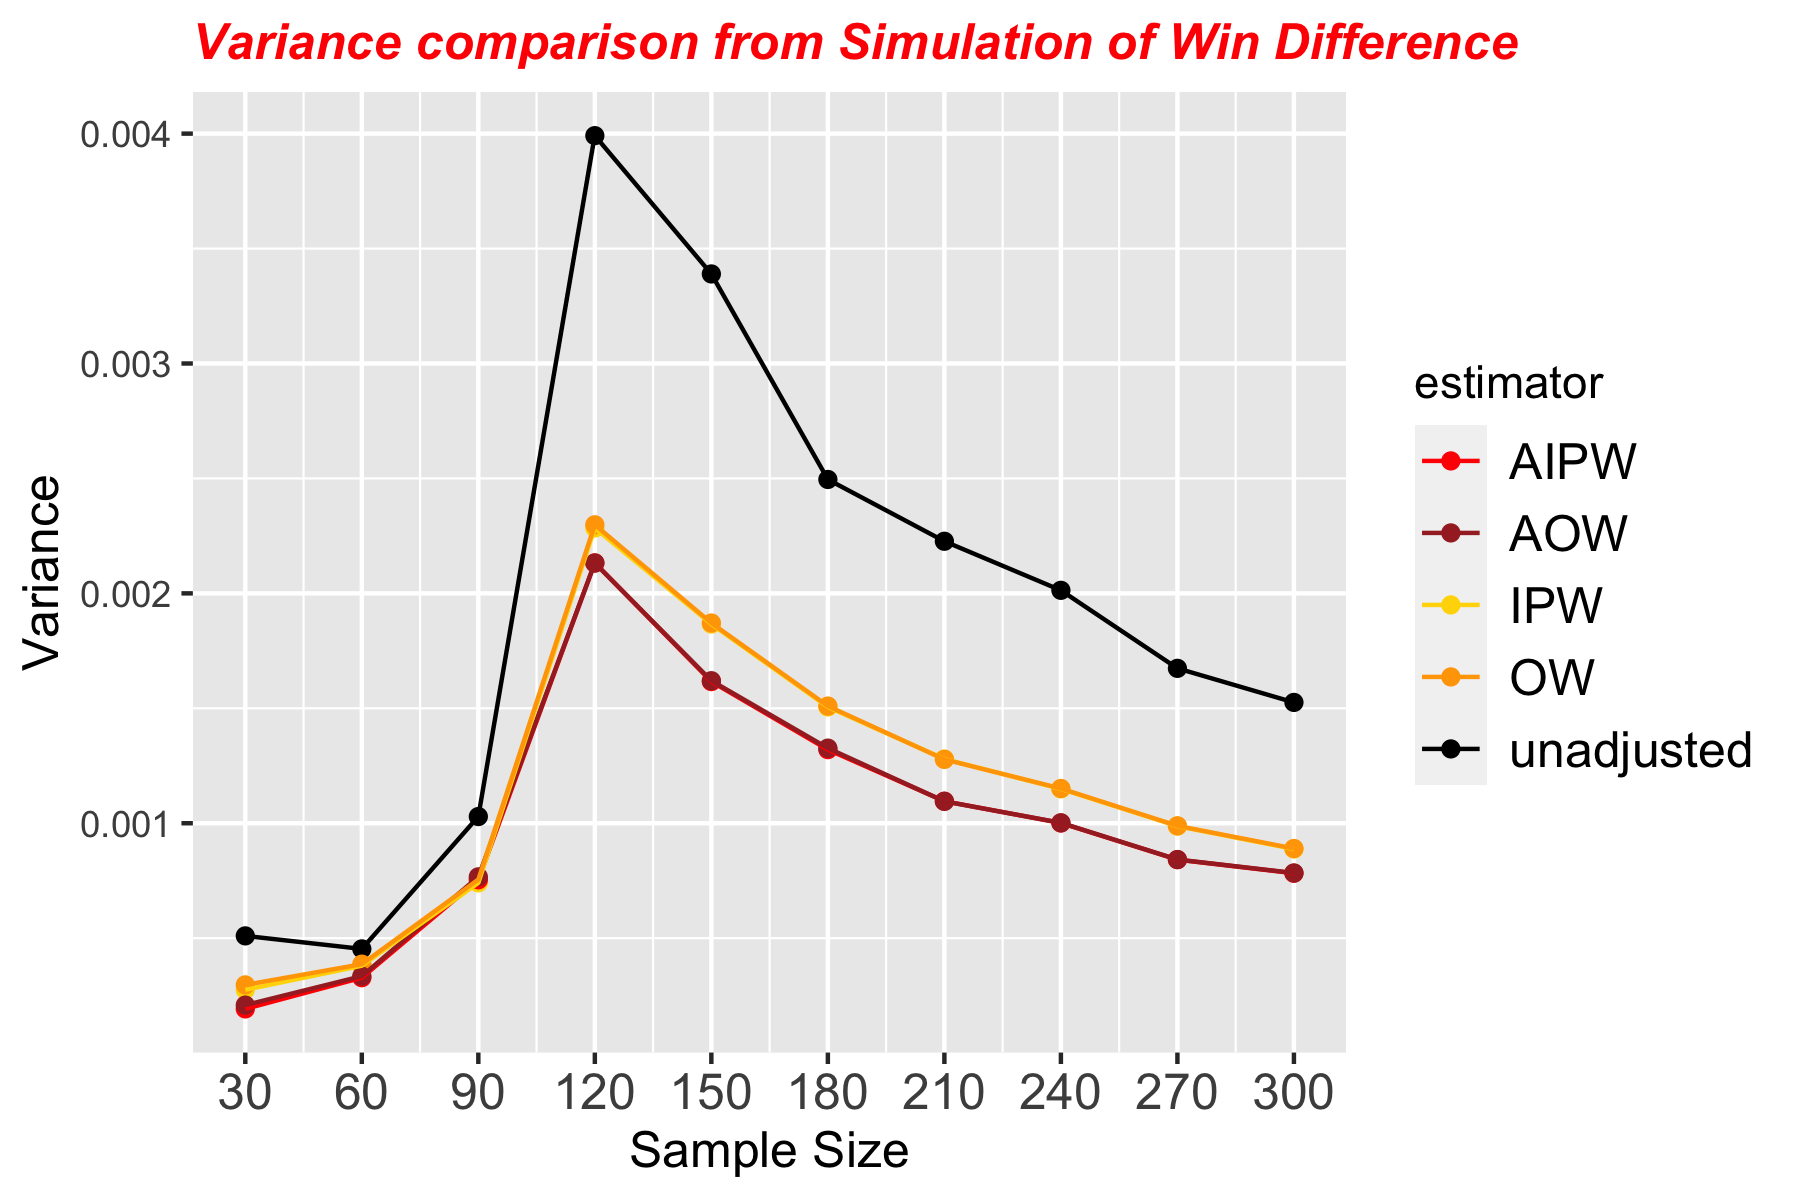 Variance comparison from Simulation of Win Difference
0.004
0.003
0.002
0.001
Variance
30 60 90 120 150 180 210 240 270 300
Sample Size
estimator
AIPW
AOW
IPW
OW
unadjusted